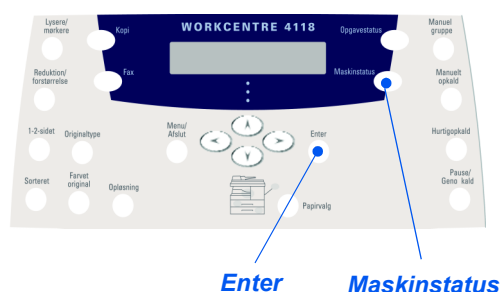 WORKCENTRE 4118
Lysere/
mørkere
Kopi
Opgavestatus
Manuel
gruppe
Reduktion/
forstørrelse
Fax
Maskinstatus
Manuelt
opkald
1-2-sidet
Originaltype
Menu/
Afslut
Enter
Hurtigopkald
Sorteret
Farvet
original
Opløsning
Papirvalg
Pause/
Geno kald
Enter
Maskinstatus